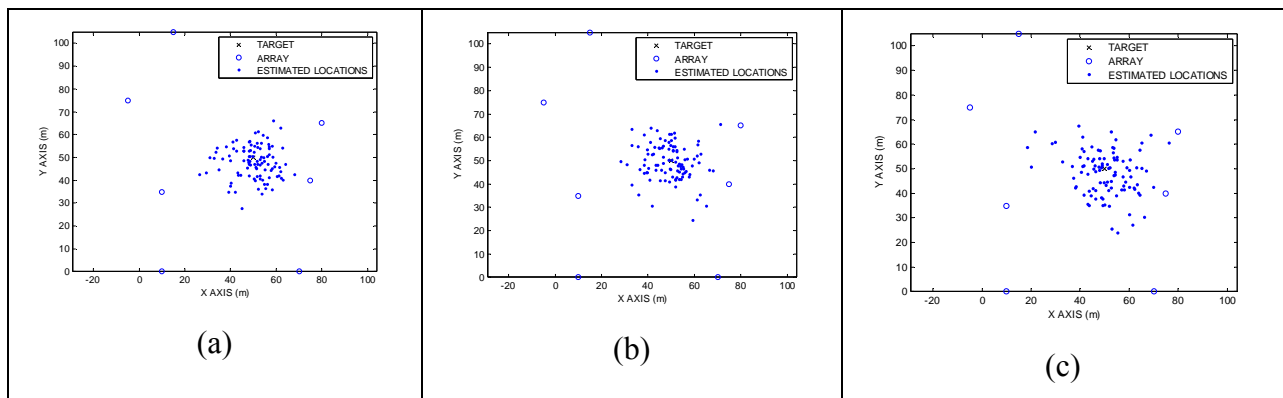 100
90
80
70
60
50
40
30
20
10
0
Y AXIS (m)
-20 0 20 40 60 80 100
X AXIS (m)
TARGET
ARRAY
ESTIMATED LOCATIONS
(a)
100
90
80
70
60
50
40
30
20
10
0
Y AXIS (m)
-20 0 20 40 60 80 100
X AXIS (m)
TARGET
ARRAY
ESTIMATED LOCATIONS
(b)
100
90
80
70
60
50
40
30
20
10
0
Y AXIS (m)
-20 0 20 40 60 80 100
X AXIS (m)
TARGET
ARRAY
ESTIMATED LOCATIONS
(c)